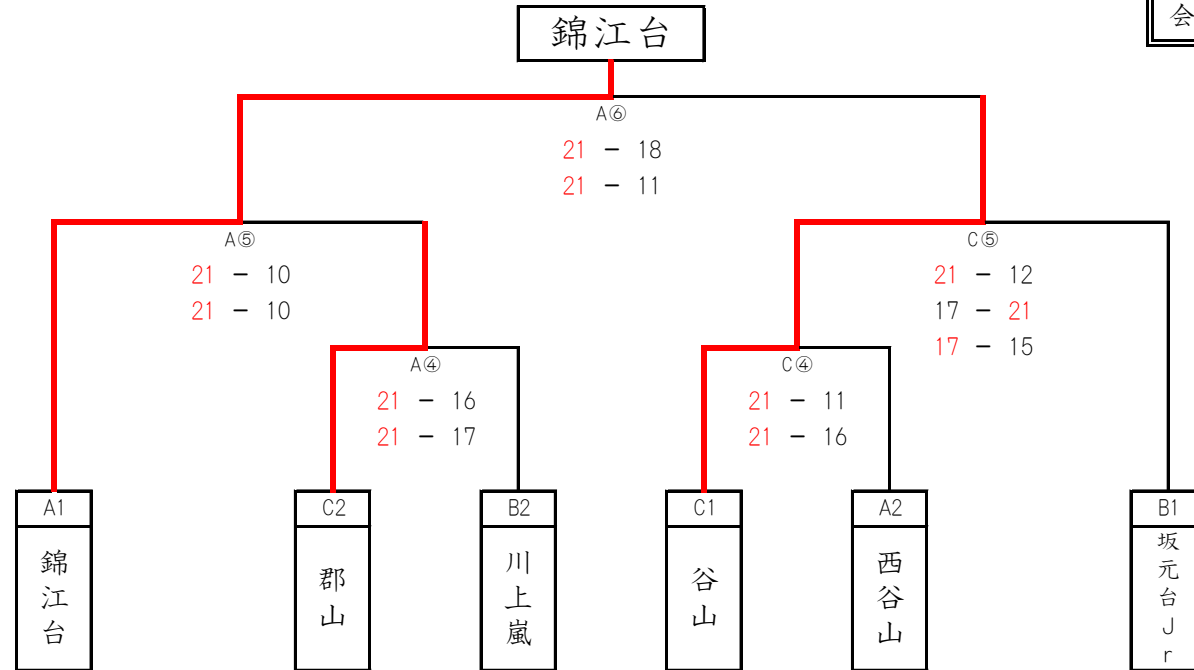 会
錦江台
A⑥
21 － 18
21 － 11
A⑤
21 － 10
21 － 10
C⑤
21 － 12
17 － 21
17 － 15
A④
21 － 16
21 － 17
C④
21 － 11
21 － 16
A1
錦江台
C2
郡山
B2
川上嵐
C1
谷山
A2
西谷山
B1
坂元台Jr